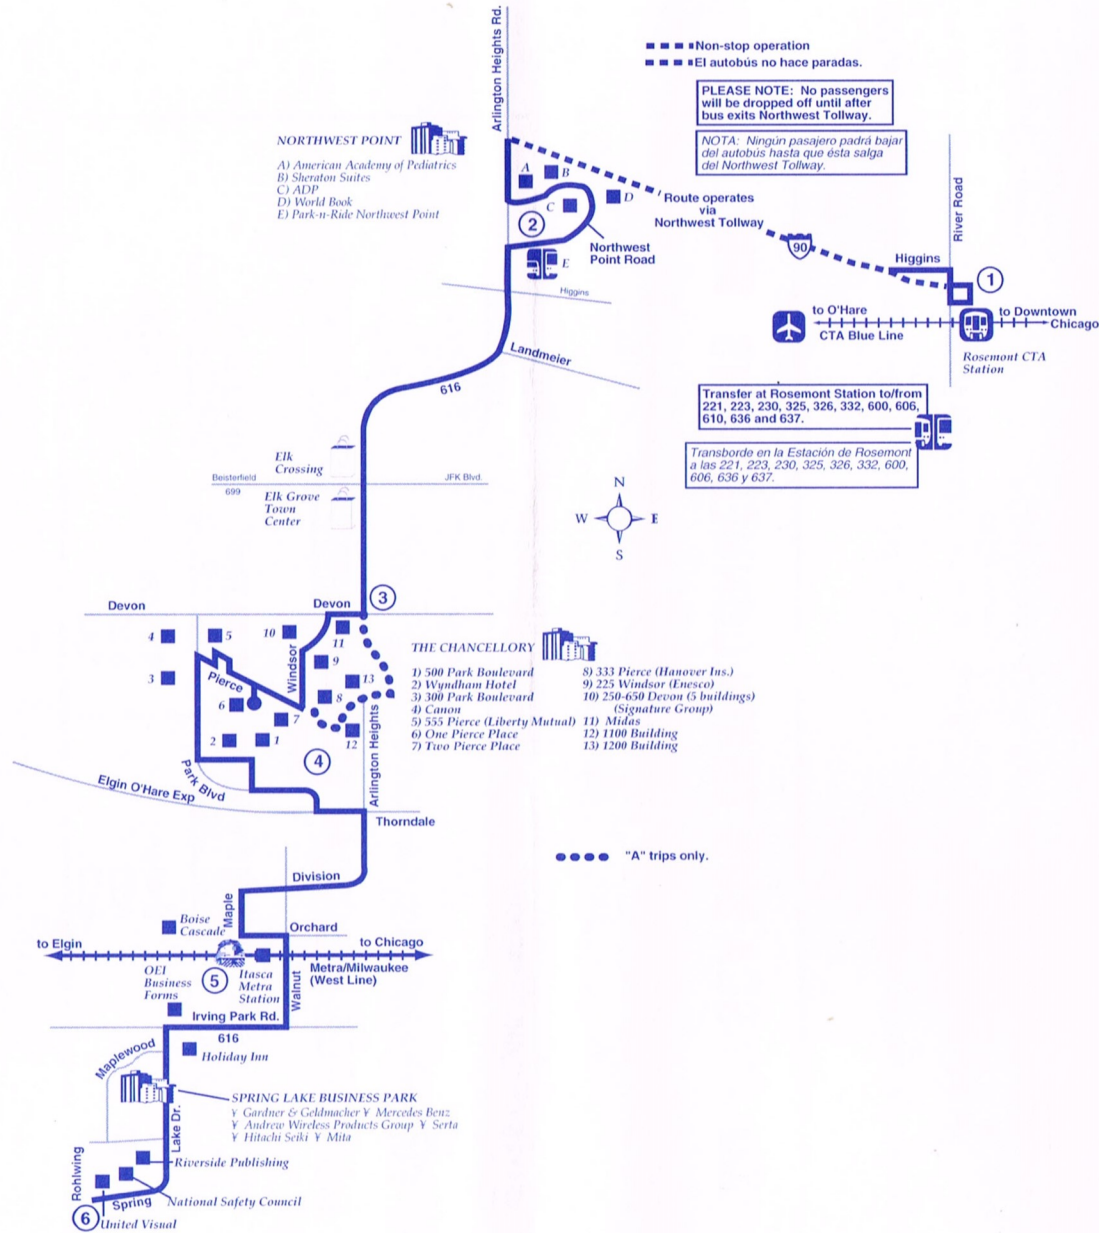 Arlington Heights Rd.
Non-stop operation
El autobús no hace paradas.
PLEASE NOTE: No passengers
will be dropped off until after
bus exits Northwest Tollway.
NOTA: Ningún pasajero padrá bajar
del autobús hasta que ésta salga
del Northwest Tollway.
NORTHWEST POINT
A) American Academy of Pediatrics
B) Sheraton Suites
C) ADP
D) World Book
E) Park-n-Ride Northwest Point
A
B
C
D
E
2
Route operates
via
Northwest Tollway
90
Northwest
Point Road
River Road
Higgins
1
Higgins
to O'Hare
CTA Blue Line
to Downtown
Chicago
Rosemont CTA
Station
Landmeier
616
Transfer at Rosemont Station to/from
221, 223, 230, 325, 326, 332, 600, 606,
610, 636 and 637.
Transborde en la Estación de Rosemont
a las 221, 223, 230, 325, 326, 332, 600,
606, 636 y 637.
Elk
Crossing
Beisterfield
699
JFK Blvd.
Elk Grove
Town
Center
N
W
E
S
Devon
Devon
3
4
5
10
11
3
Pierce
Windsor
9
13
6
8
7
2
1
12
4
Arlington Heights
Park Blvd
Elgin O'Hare Exp
Thorndale
THE CHANCELLORY
1) 500 Park Boulevard
2) Wyndham Hotel
3) 300 Park Boulevard
4) Canon
5) 555 Pierce (Liberty Mutual)
6) One Pierce Place
7) Two Pierce Place
8) 333 Pierce (Hanover Ins.)
9) 225 Windsor (Enesco)
10) 250-650 Devon (5 buildings)
(Signature Group)
11) Midas
12) 1100 Building
13) 1200 Building
"A" trips only.
Division
Maple
Boise
Cascade
Orchard
to Elgin
to Chicago
Metra/Milwaukee
(West Line)
OEI
Business
Forms
5
Itasca
Metra
Station
Walnut
Irving Park Rd.
616
Holiday Inn
Maplewood
SPRING LAKE BUSINESS PARK
¥ Gardner & Geldmacher ¥ Mercedes Benz
¥ Andrew Wireless Products Group ¥ Serta
¥ Hitachi Seiki ¥ Mita
Lake Dr.
Rohlwing
Riverside Publishing
National Safety Council
Spring
6
United Visual